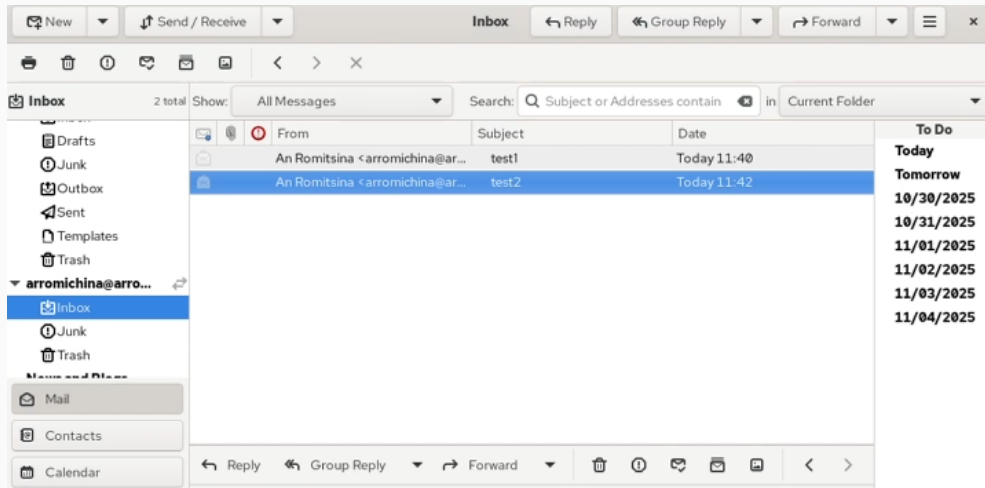 New Send / Receive Inbox Reply Group Reply Forward
Inbox 2 total Show: All Messages Search: Subject or Addresses contain in Current Folder
From Subject Date To Do
Drafts
Junk
Outbox
Sent
Templates
Trash
arromichina@arro...
Inbox
Junk
Trash
An Romitsina <arromichina@ar... test1 Today 11:40
An Romitsina <arromichina@ar... test2 Today 11:42
Today
Tomorrow
10/30/2025
10/31/2025
11/01/2025
11/02/2025
11/03/2025
11/04/2025
Mail
Contacts
Calendar
Reply Group Reply Forward